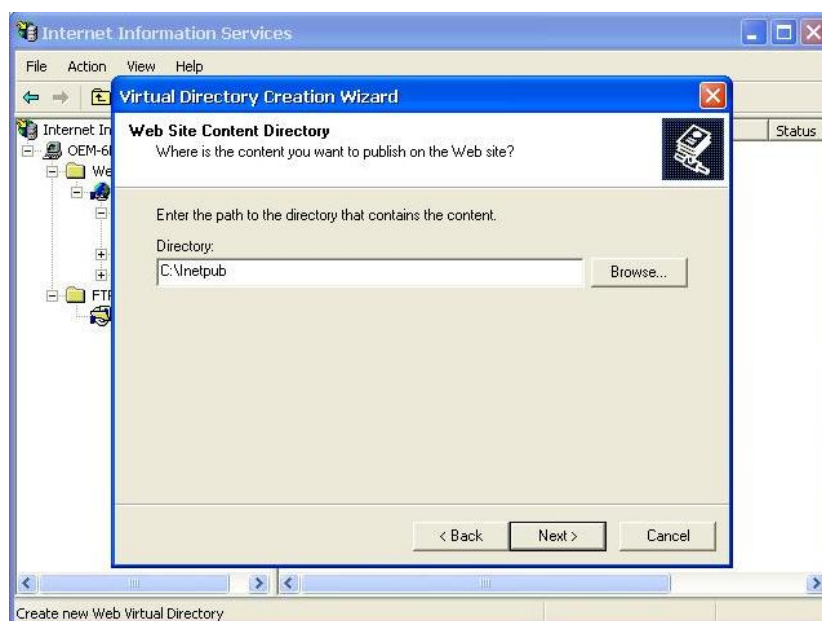 Internet Information Services
File Action View Help
Virtual Directory Creation Wizard
Internet In
Status
OEM-6
We
FTP
Web Site Content Directory
Where is the content you want to publish on the Web site?
Enter the path to the directory that contains the content.
Directory:
C:\Inetpub
Browse...
< Back Next > Cancel
Create new Web Virtual Directory